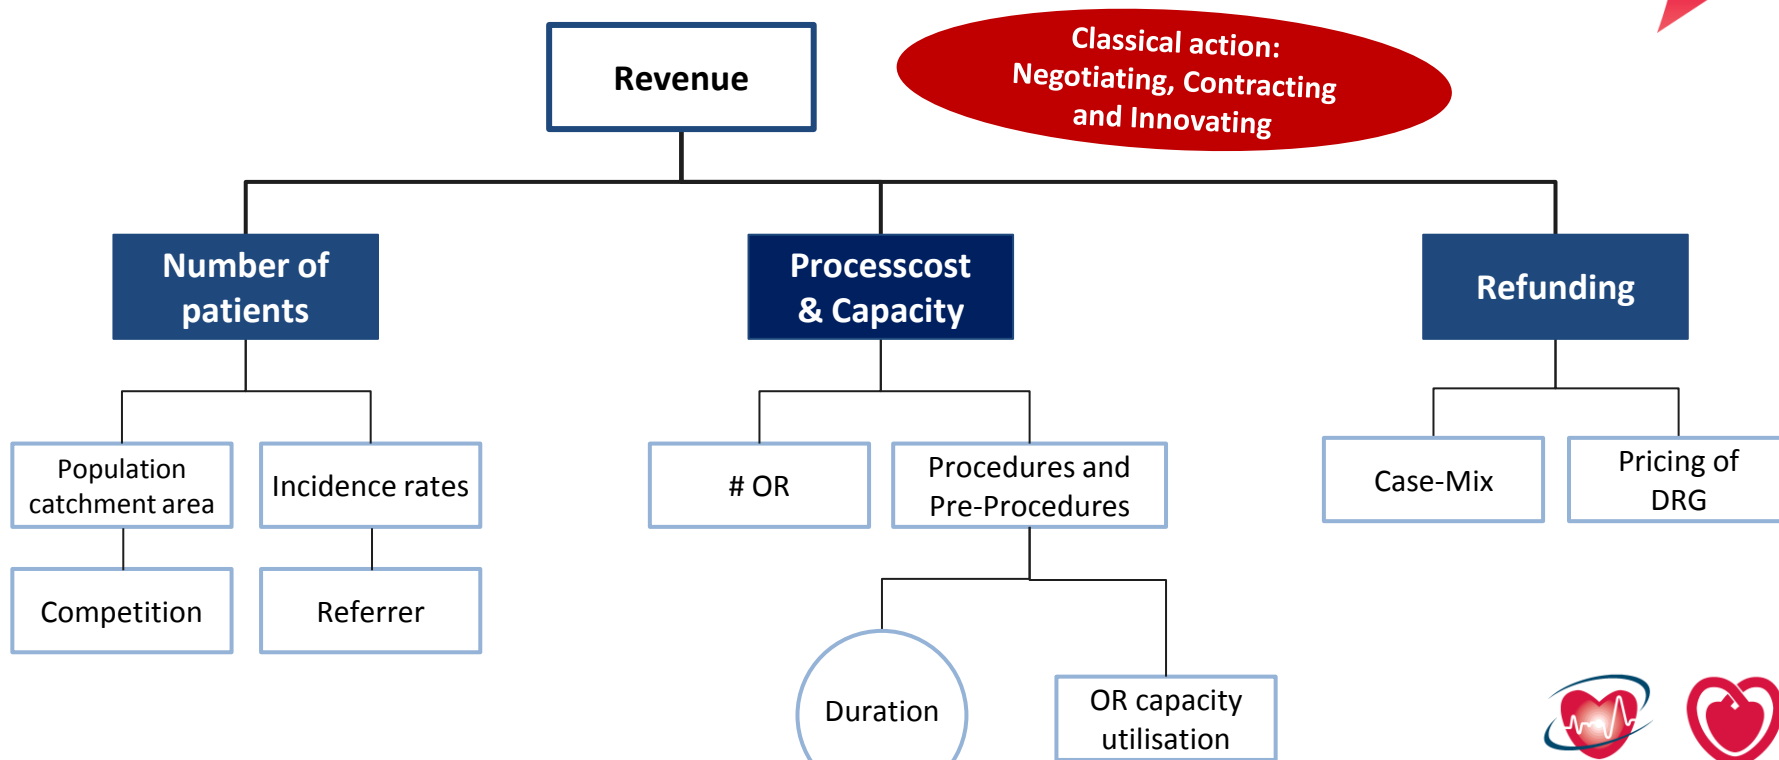 Revenue
Classical action:
Negotiating, Contracting
and Innovating
Number of
patients
Processcost
& Capacity
Refunding
Population
catchment area
Incidence rates
# OR
Procedures and
Pre-Procedures
Case-Mix
Pricing of
DRG
Competition
Referrer
Duration
OR capacity
utilisation